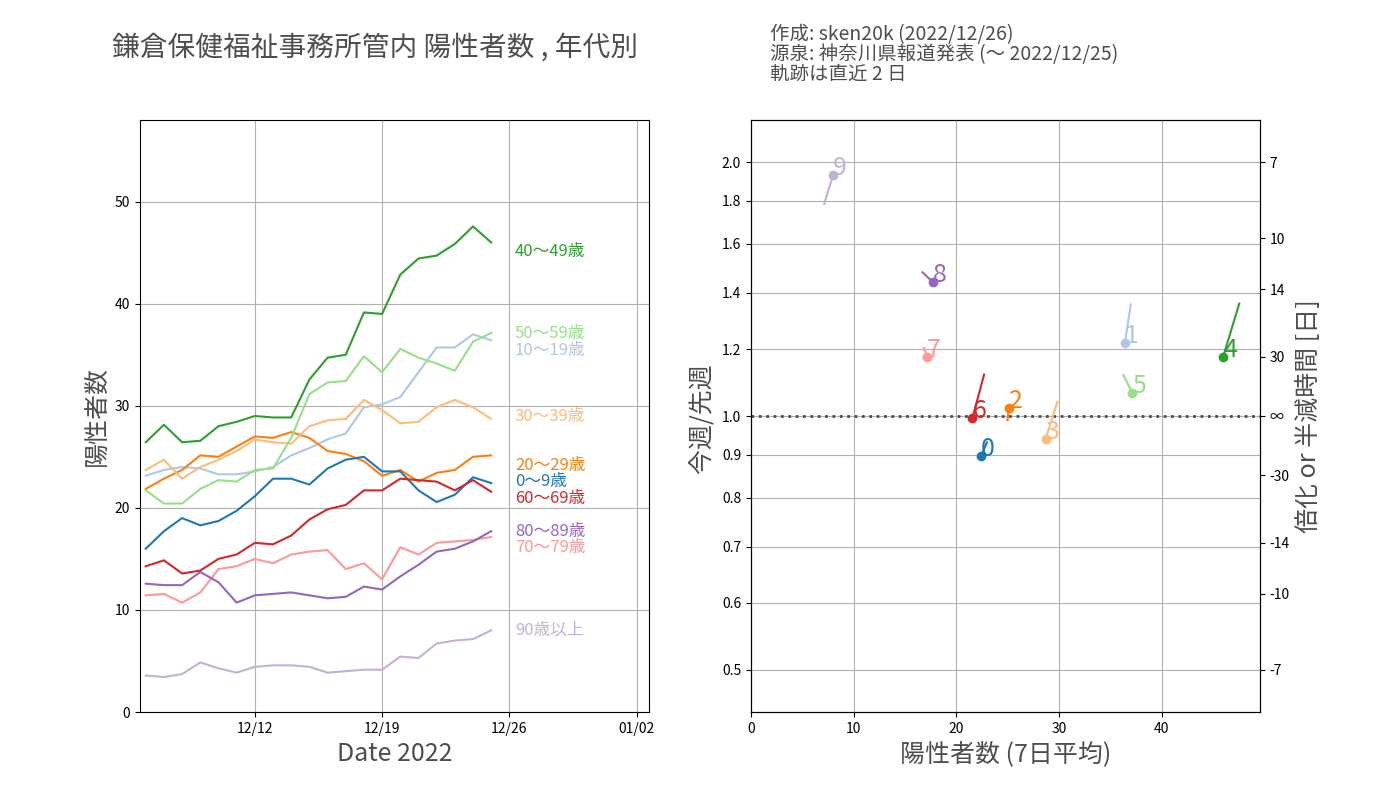 鎌倉保健福祉事務所管内 陽性者数 , 年代別
作成: sken20k (2022/12/26)
源泉: 神奈川県報道発表 (～ 2022/12/25)
軌跡は直近 2 日
陽性者数
50
40
30
20
10
0
40～49歳
50～59歳
10～19歳
30～39歳
20～29歳
0～9歳
60～69歳
80～89歳
70～79歳
90歳以上
12/12
12/19
12/26
01/02
Date 2022
今週/先週
2.0
1.8
1.6
1.4
1.2
1.0
0.9
0.8
0.7
0.6
0.5
9
8
7
1
4
5
2
6
3
0
7
10
14
30
∞
-30
-14
-10
-7
倍化 or 半減時間 [日]
0
10
20
30
40
陽性者数 (7日平均)